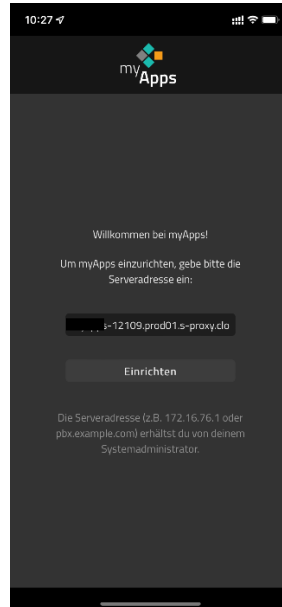 10:27
my
Apps
Willkommen bei myApps!
Um myApps einzurichten, gebe bitte die
Serveradresse ein:
s-12109.prod01.s-proxy.clo
Einrichten
Die Serveradresse (z.B. 172.16.76.1 oder
pbx.example.com) erhältst du von deinem
Systemadministrator.